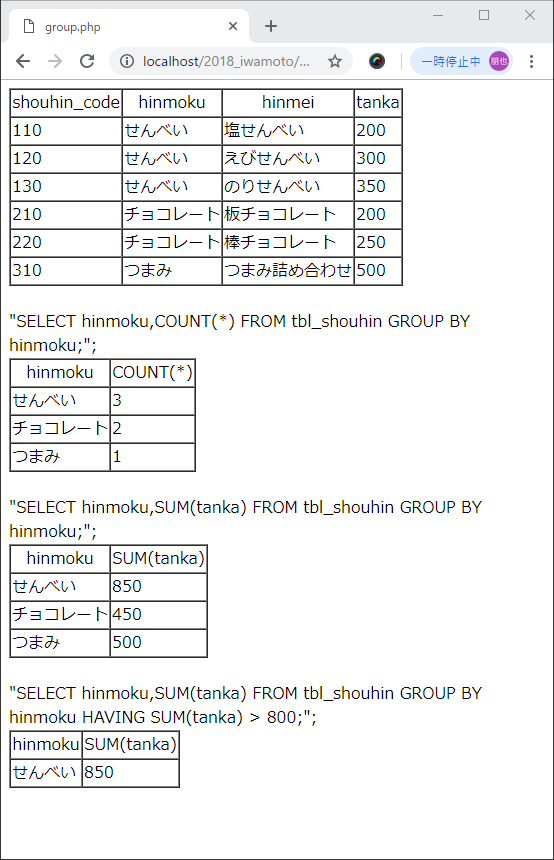 group.php
localhost/2018_iwamoto/...
一時停止中 朋也
shouhin_code hinmoku hinmei tanka
110 せんべい 塩せんべい 200
120 せんべい えびせんべい 300
130 せんべい のりせんべい 350
210 チョコレート 板チョコレート 200
220 チョコレート 棒チョコレート 250
310 つまみ つまみ詰め合わせ 500
"SELECT hinmoku,COUNT(*) FROM tbl_shouhin GROUP BY
hinmoku;";
hinmoku COUNT(*)
せんべい 3
チョコレート 2
つまみ 1
"SELECT hinmoku,SUM(tanka) FROM tbl_shouhin GROUP BY
hinmoku;";
hinmoku SUM(tanka)
せんべい 850
チョコレート 450
つまみ 500
"SELECT hinmoku,SUM(tanka) FROM tbl_shouhin GROUP BY
hinmoku HAVING SUM(tanka) > 800;";
hinmoku SUM(tanka)
せんべい 850